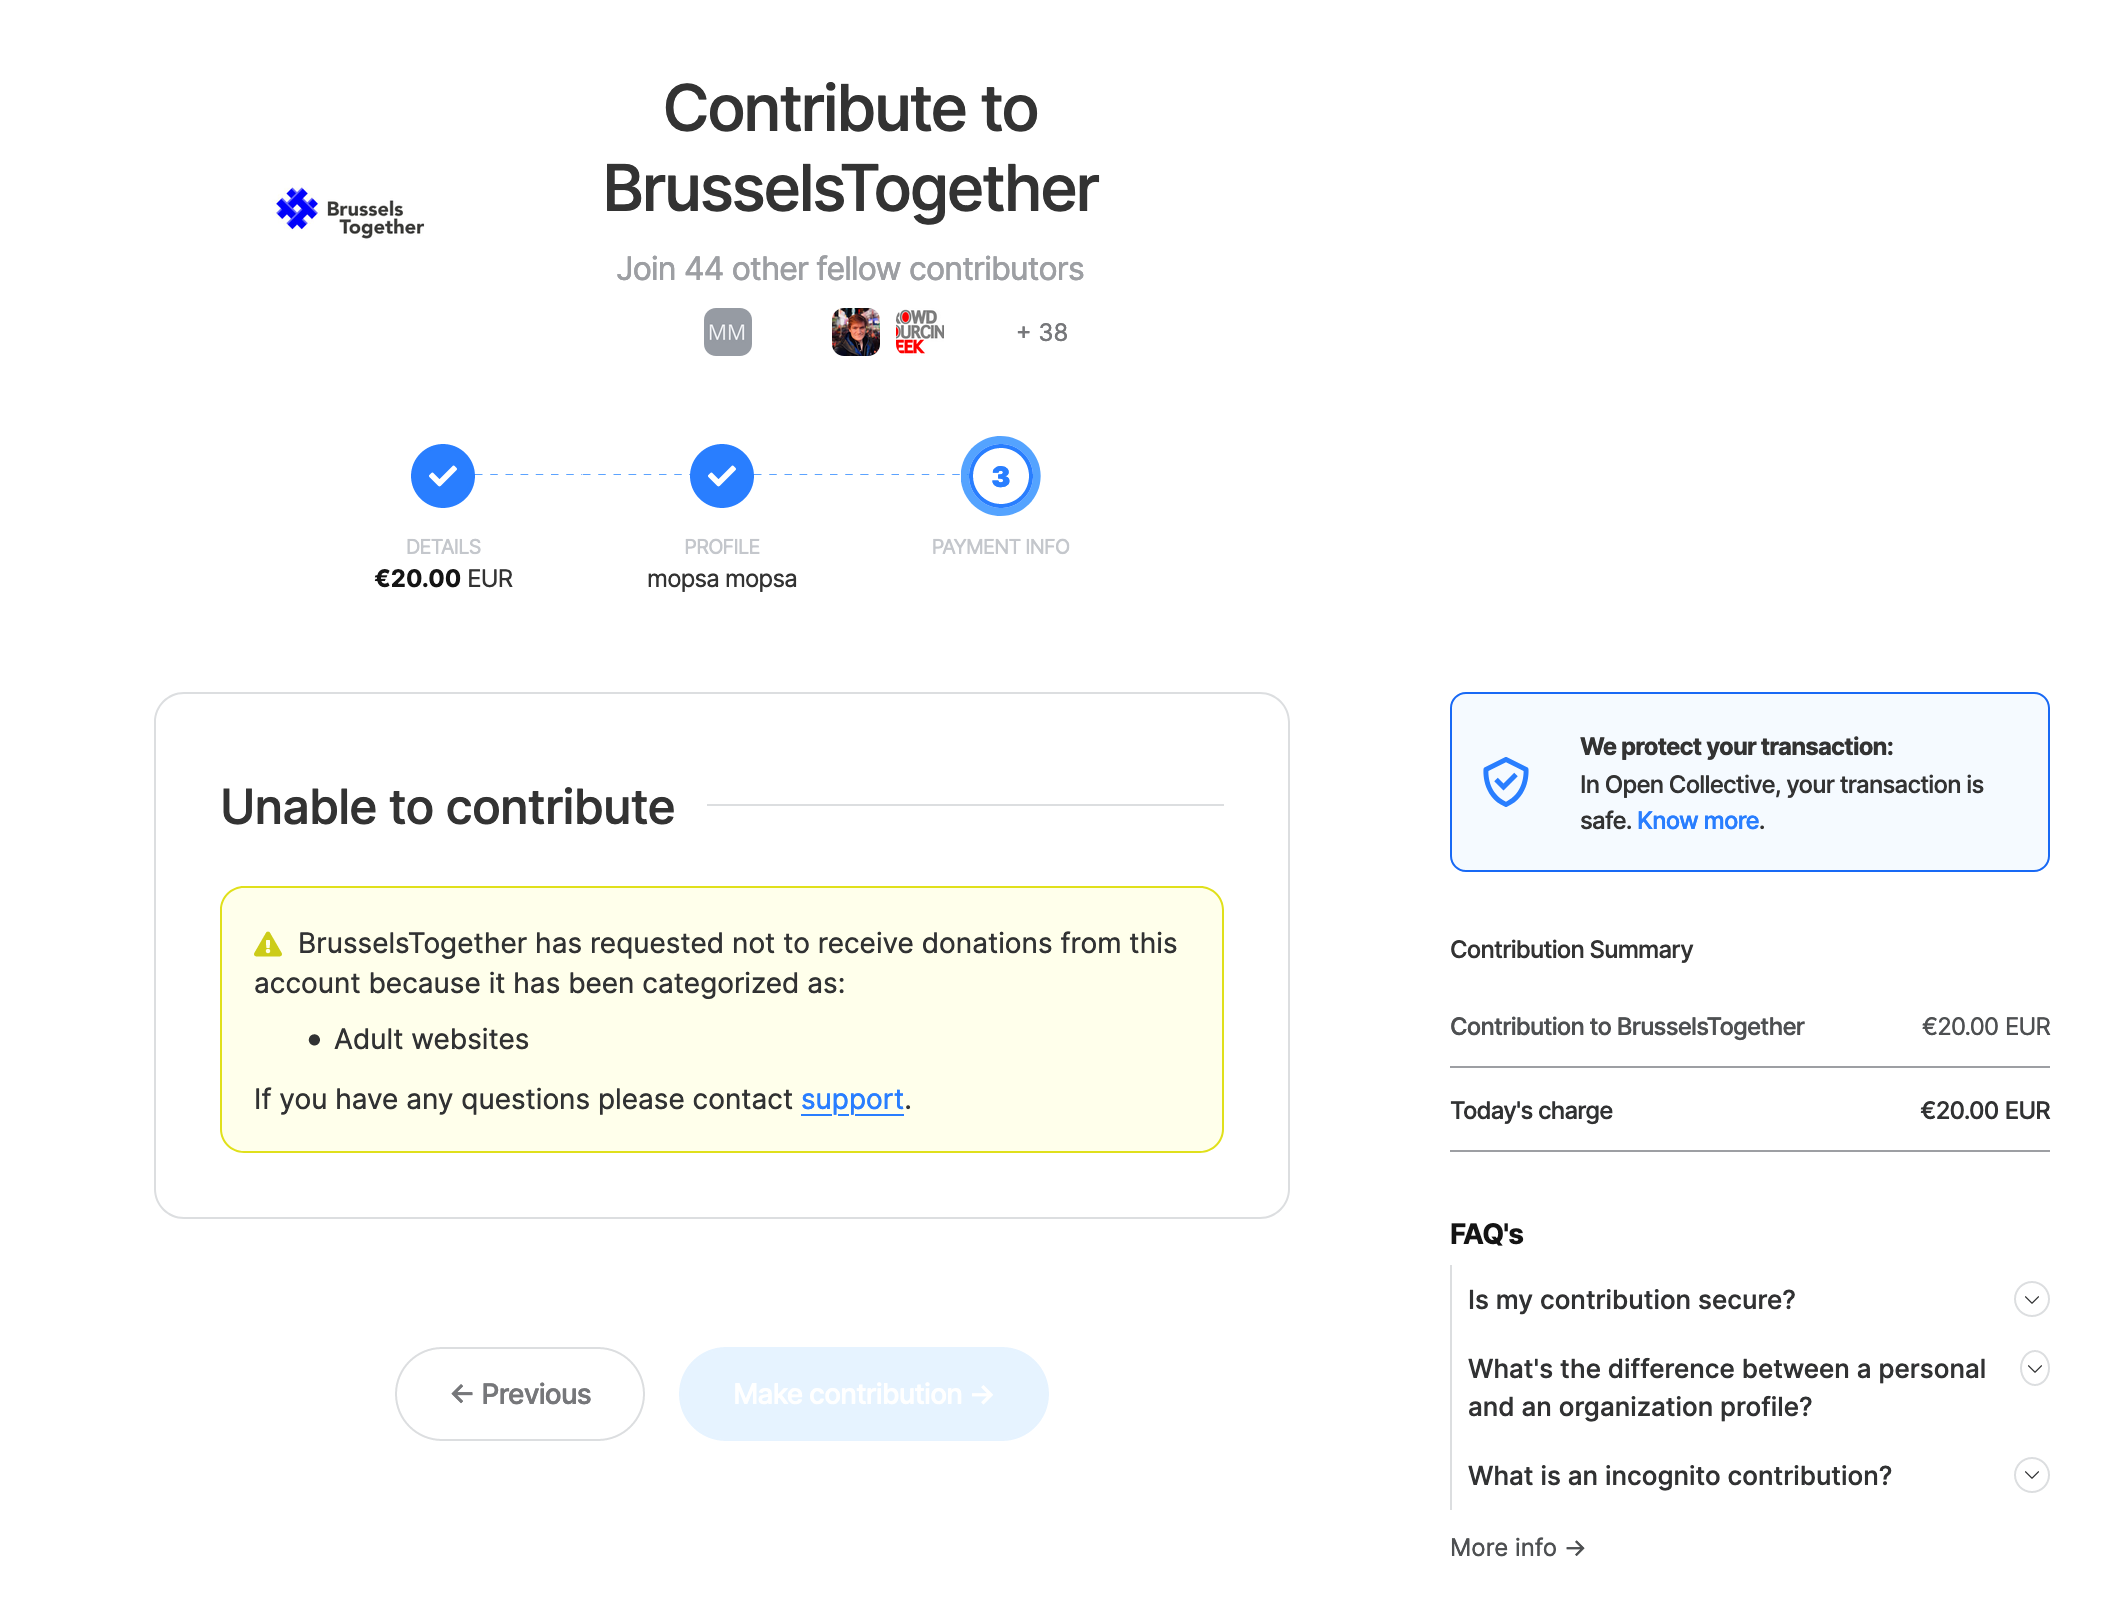 Contribute to
BrusselsTogether
Brussels
Together
Join 44 other fellow contributors
MM
OWD
OURCIN
EEK
+ 38
3
DETAILS
€20.00 EUR
PROFILE
mopsa mopsa
PAYMENT INFO
Unable to contribute
BrusselsTogether has requested not to receive donations from this
account because it has been categorized as:
• Adult websites
If you have any questions please contact support.
← Previous
Make contribution →
We protect your transaction:
In Open Collective, your transaction is
safe. Know more.
Contribution Summary
Contribution to BrusselsTogether €20.00 EUR
Today's charge €20.00 EUR
FAQ's
Is my contribution secure?
What's the difference between a personal
and an organization profile?
What is an incognito contribution?
More info →